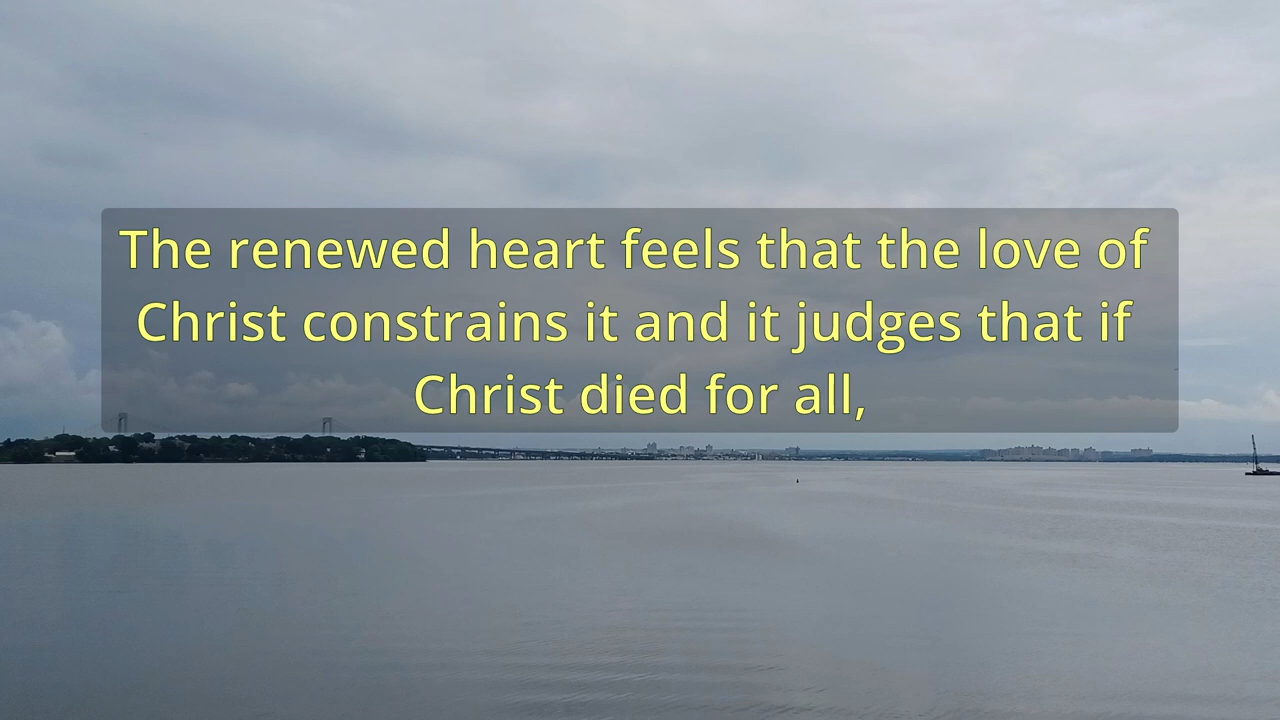 The renewed heart feels that the love of
Christ constrains it and it judges that if
Christ died for all,